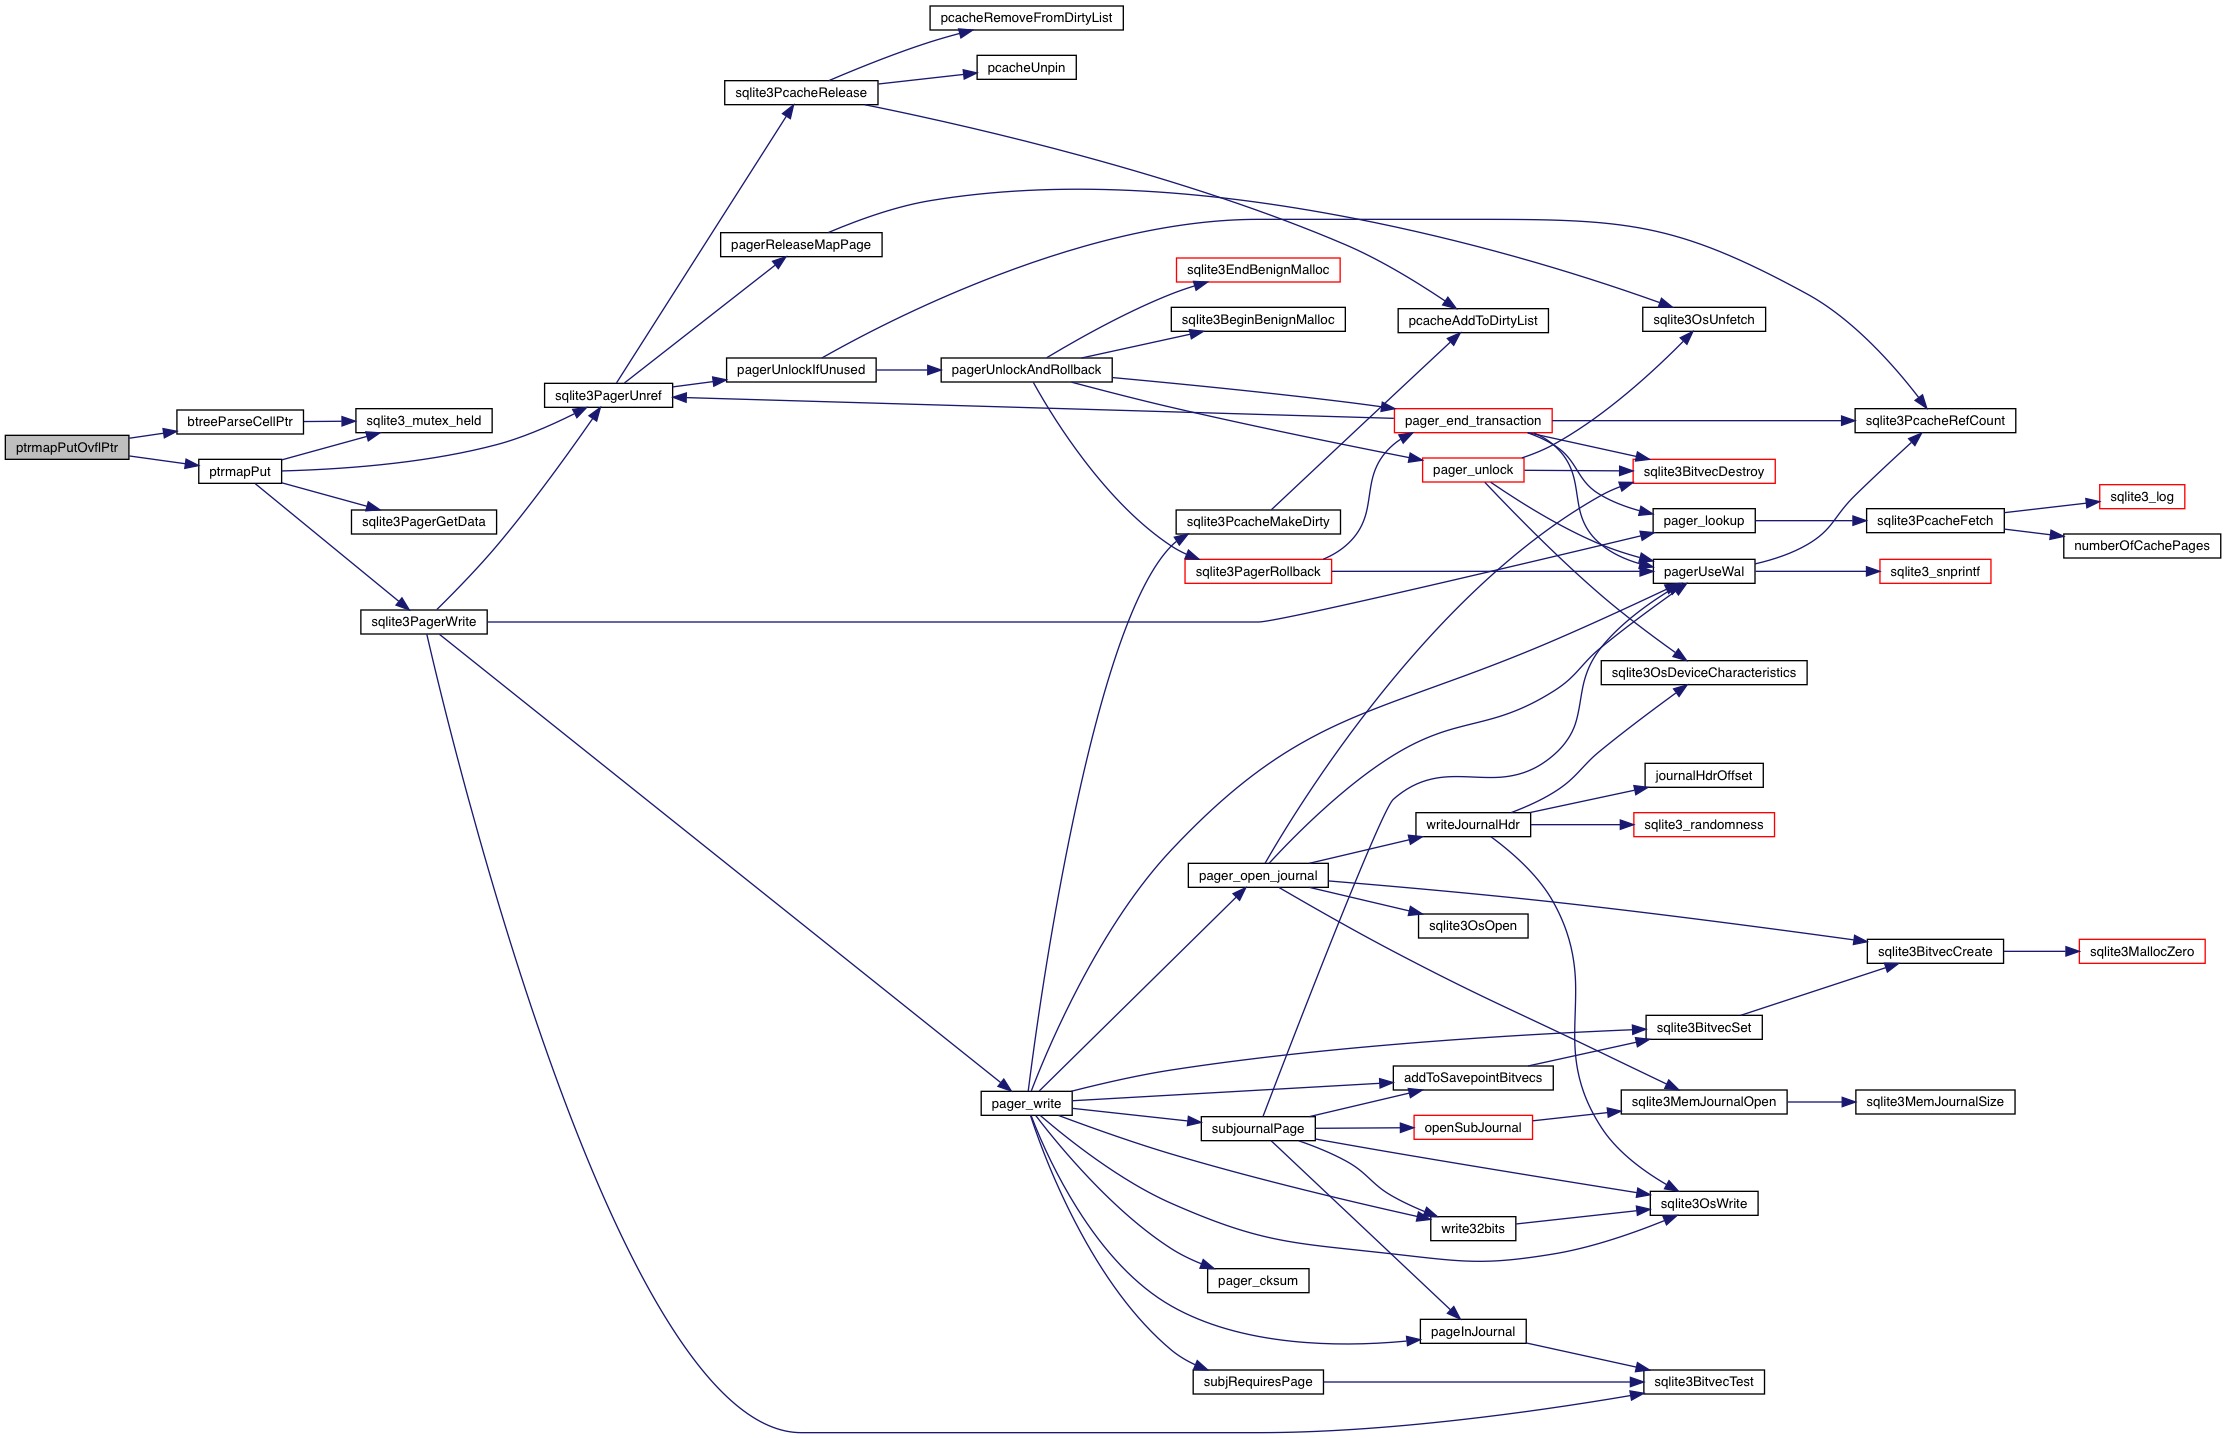 pcacheRemoveFromDirtyList
pcacheUnpin
sqlite3PcacheRelease
pagerReleaseMapPage
sqlite3EndBenignMalloc
sqlite3BeginBenignMalloc
pcacheAddToDirtyList
sqlite3OsUnfetch
pagerUnlockIfUnused
pagerUnlockAndRollback
sqlite3PagerUnref
btreeParseCellPtr
sqlite3_mutex_held
pager_end_transaction
sqlite3PcacheRefCount
ptrmapPutOvflPtr
ptrmapPut
pager_unlock
sqlite3BitvecDestroy
sqlite3_log
sqlite3PagerGetData
sqlite3PcacheMakeDirty
pager_lookup
sqlite3PcacheFetch
numberOfCachePages
sqlite3PagerRollback
pagerUseWal
sqlite3_snprintf
sqlite3PagerWrite
sqlite3OsDeviceCharacteristics
journalHdrOffset
writeJournalHdr
sqlite3_randomness
pager_open_journal
sqlite3OsOpen
sqlite3BitvecCreate
sqlite3MallocZero
sqlite3BitvecSet
addToSavepointBitvecs
pager_write
sqlite3MemJournalOpen
sqlite3MemJournalSize
subjournalPage
openSubJournal
sqlite3OsWrite
write32bits
pager_cksum
pageInJournal
subjRequiresPage
sqlite3BitvecTest